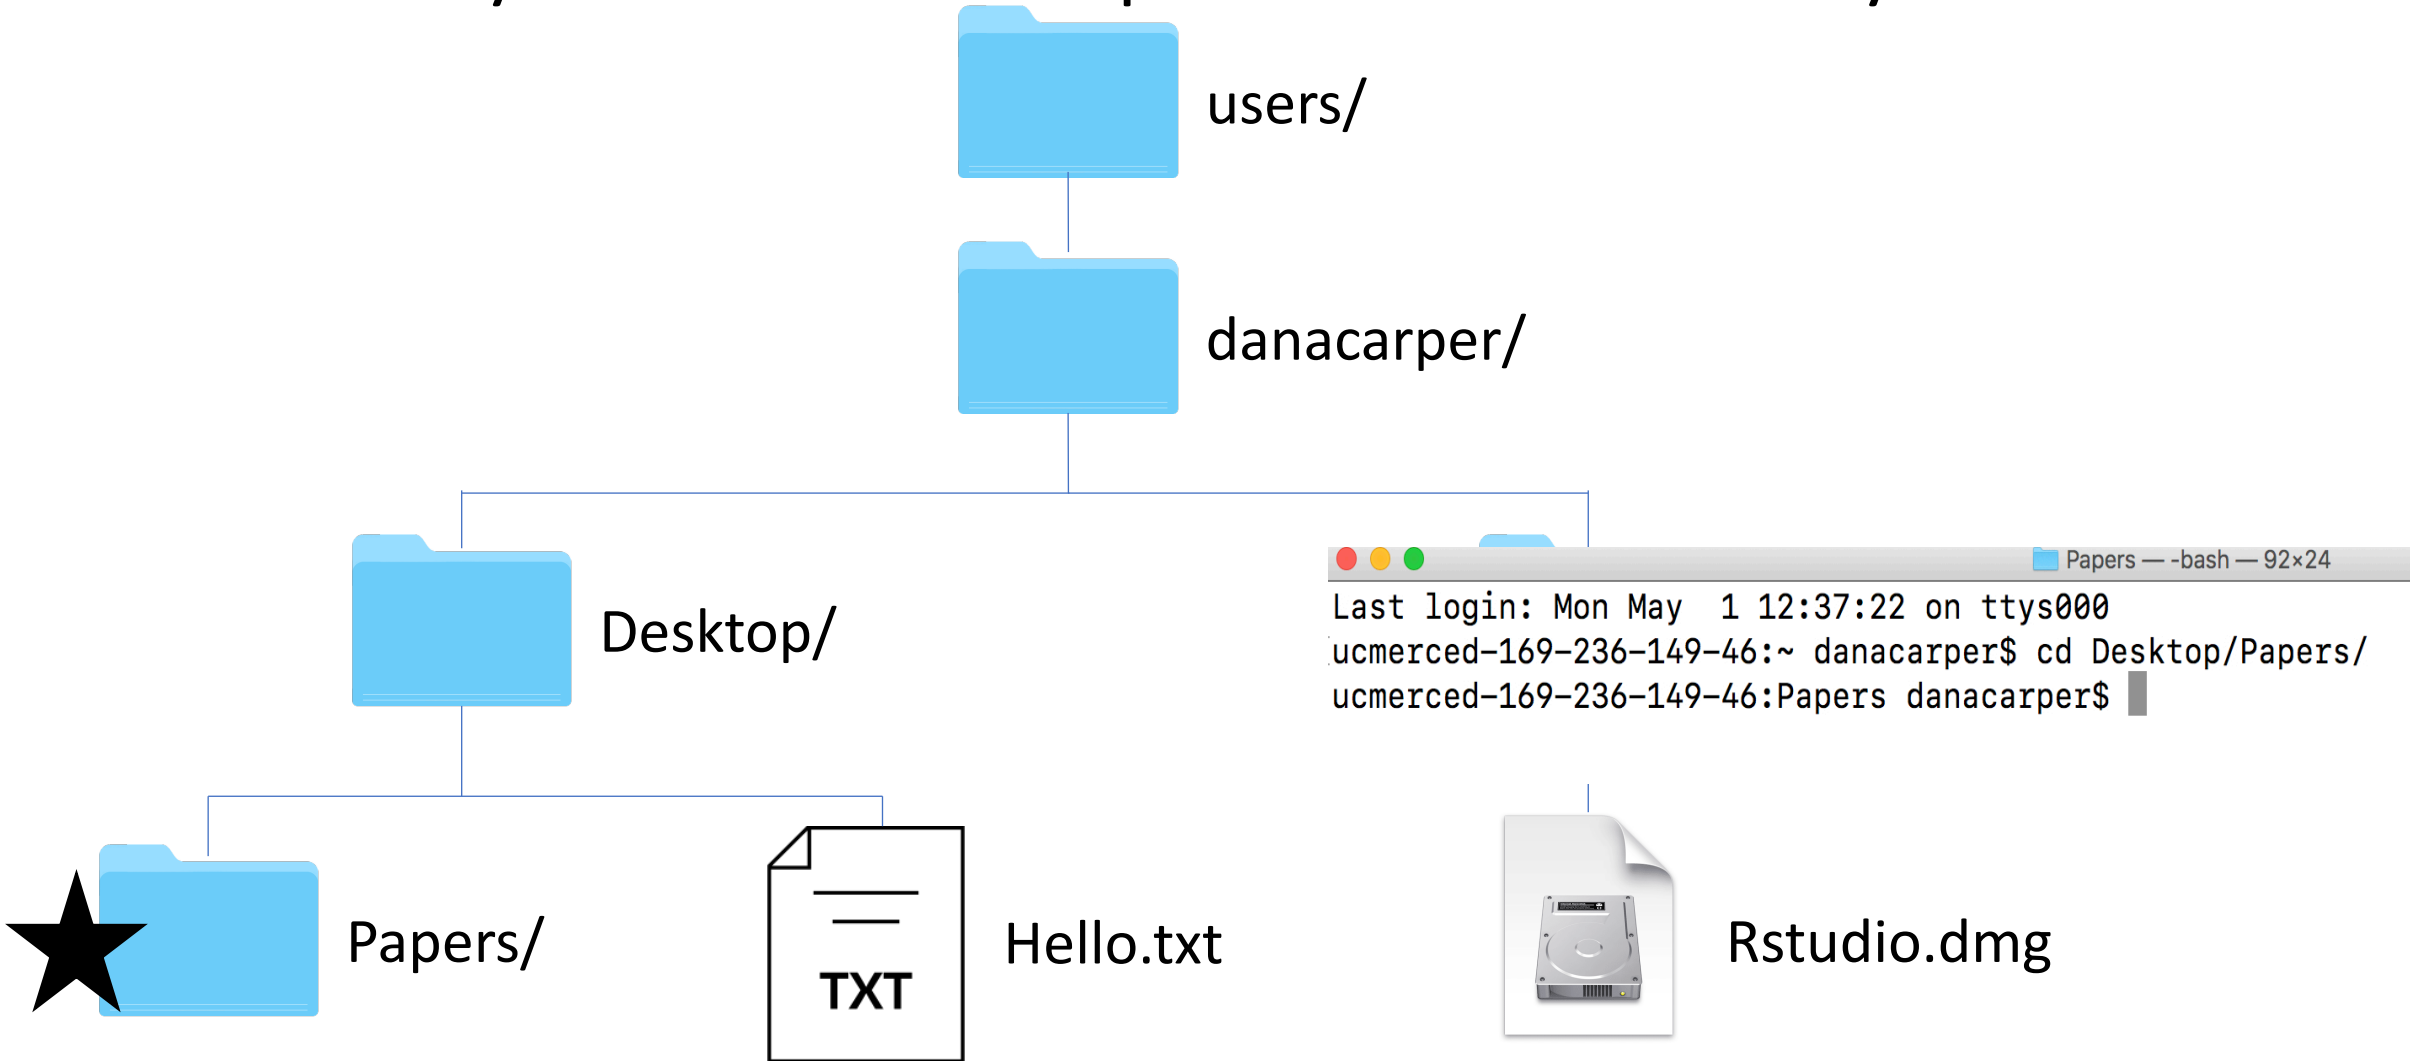 users/
danacarper/
Desktop/
Papers — -bash — 92×24
Last login: Mon May  1 12:37:22 on ttys000
ucmerced-169-236-149-46:~ danacarper$ cd Desktop/Papers/
ucmerced-169-236-149-46:Papers danacarper$
Papers/
TXT
Hello.txt
Rstudio.dmg